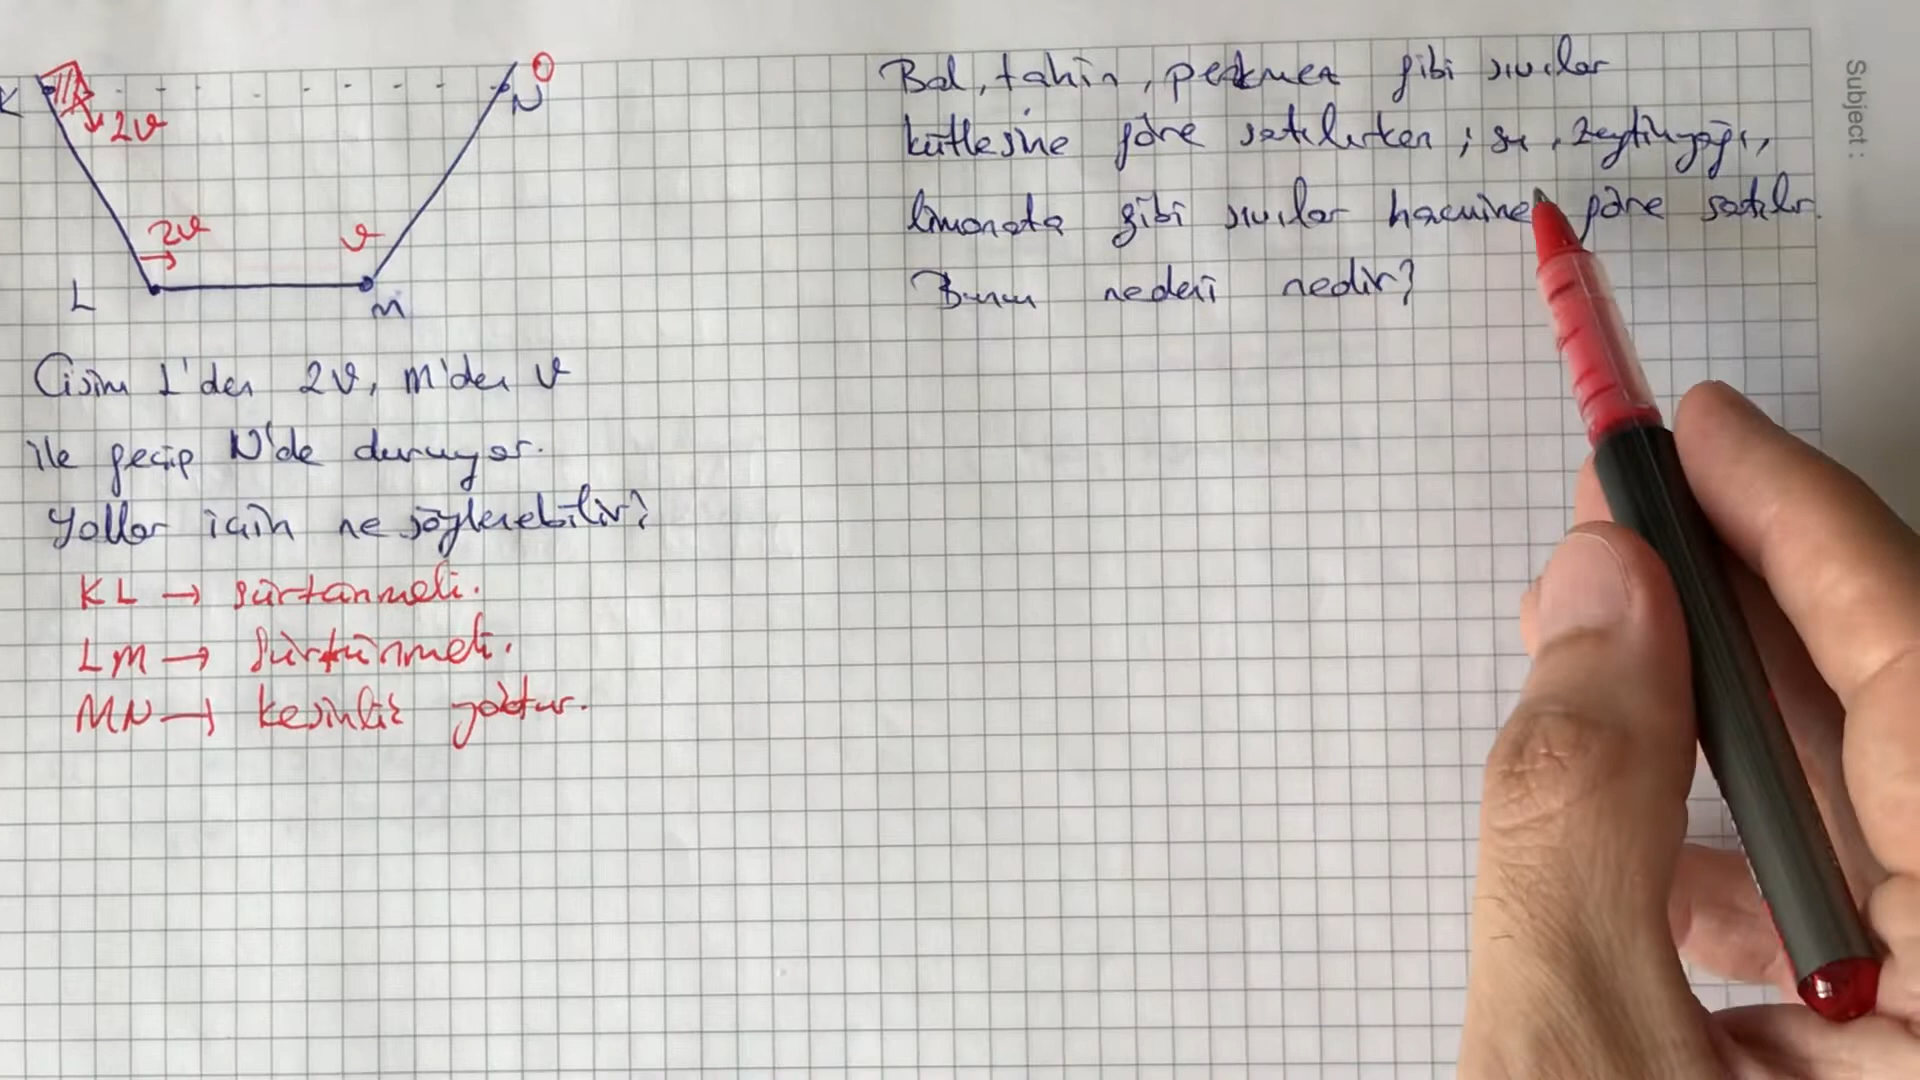 K
2v
O
N
2v
v
L
M
Cisim L'den 2v, M'den v
ile geçip N'de duruyor.
Yollar için ne söylenebilir?
KL → sürtünmeli.
LM → sürtünmeli.
MN → kesinlik yoktur.
Bal, tahin, pekmez gibi sıvılar
kütlesine göre satılırken; su, zeytinyağı,
limonata gibi sıvılar hacmine göre satılır.
Bunun nedeni nedir?
Subject :